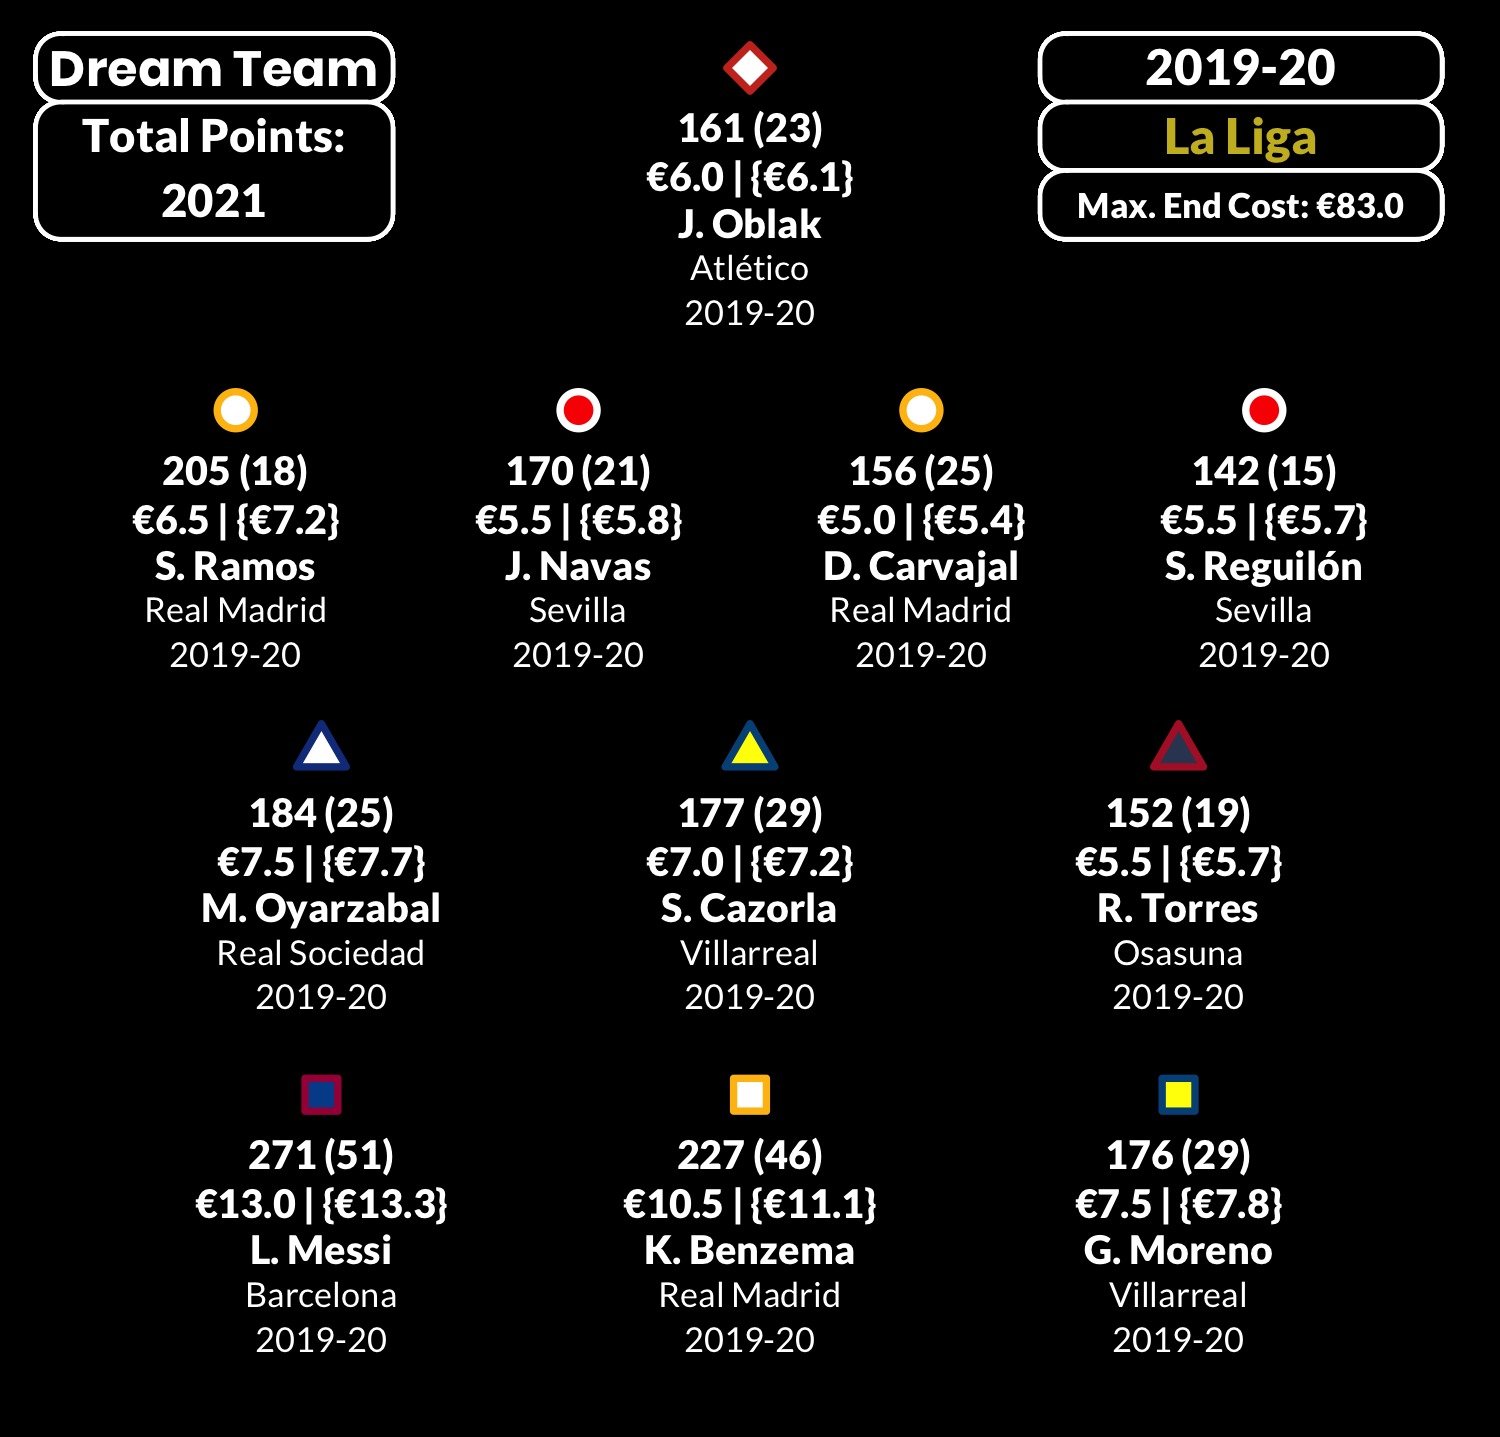 Dream Team
Total Points:
2021
2019-20
La Liga
Max. End Cost: €83.0
161 (23)
€6.0 | {€6.1}
J. Oblak
Atlético
2019-20
205 (18)
€6.5 | {€7.2}
S. Ramos
Real Madrid
2019-20
170 (21)
€5.5 | {€5.8}
J. Navas
Sevilla
2019-20
156 (25)
€5.0 | {€5.4}
D. Carvajal
Real Madrid
2019-20
142 (15)
€5.5 | {€5.7}
S. Reguilón
Sevilla
2019-20
184 (25)
€7.5 | {€7.7}
M. Oyarzabal
Real Sociedad
2019-20
177 (29)
€7.0 | {€7.2}
S. Cazorla
Villarreal
2019-20
152 (19)
€5.5 | {€5.7}
R. Torres
Osasuna
2019-20
271 (51)
€13.0 | {€13.3}
L. Messi
Barcelona
2019-20
227 (46)
€10.5 | {€11.1}
K. Benzema
Real Madrid
2019-20
176 (29)
€7.5 | {€7.8}
G. Moreno
Villarreal
2019-20